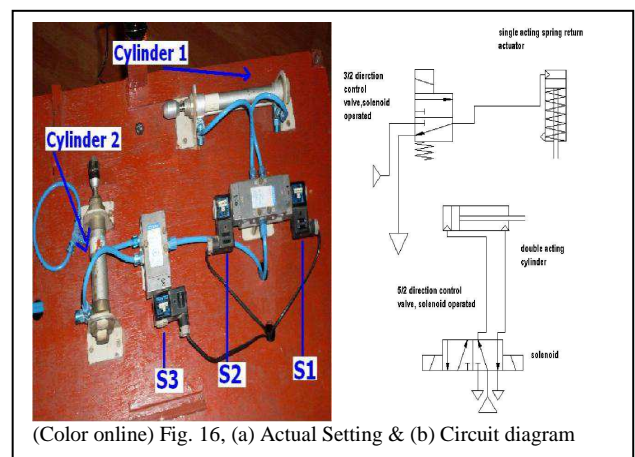 Cylinder 1
Cylinder 2
S3
S2
S1
single acting spring return
actuator
3/2 dierction
control
valve,solenoid
operated
double acting
cylinder
5/2 direction control
valve, solenoid operated
solenoid
(Color online) Fig. 16, (a) Actual Setting & (b) Circuit diagram